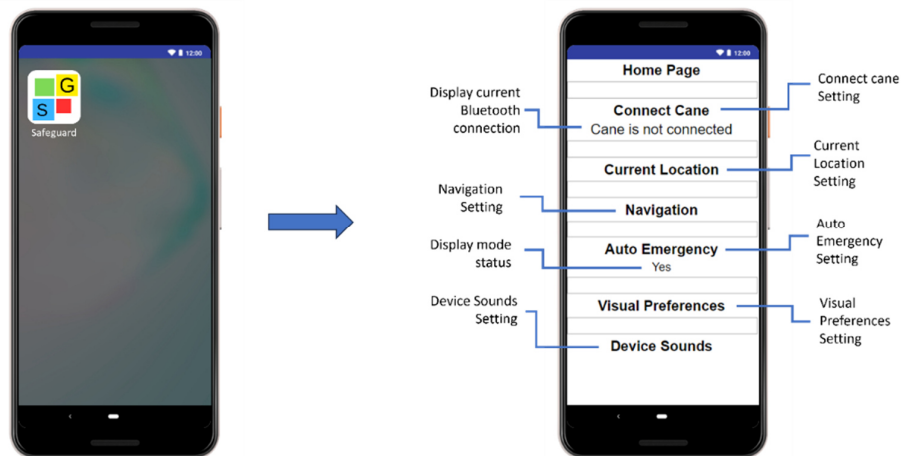 12:00
G
S
Safeguard
Display current
Bluetooth
connection
Navigation
Setting
Display mode
status
Device Sounds
Setting
12:00
Home Page
Connect Cane
Cane is not connected
Current Location
Navigation
Auto Emergency
Yes
Visual Preferences
Device Sounds
Connect cane
Setting
Current
Location
Setting
Auto
Emergency
Setting
Visual
Preferences
Setting